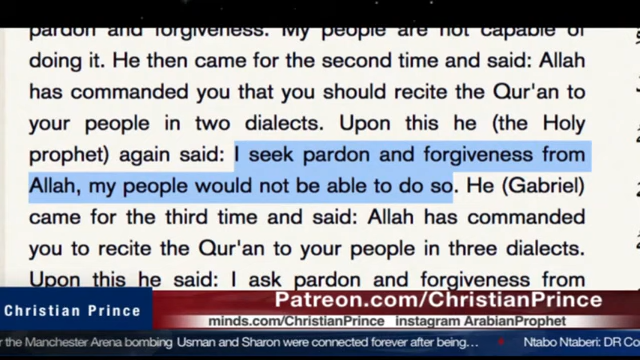 pardon and forgiveness. My people are not capable of
doing it. He then came for the second time and said: Allah
has commanded you that you should recite the Qur'an to
your people in two dialects. Upon this he (the Holy
prophet) again said: I seek pardon and forgiveness from
Allah, my people would not be able to do so. He (Gabriel)
came for the third time and said: Allah has commanded
you to recite the Qur'an to your people in three dialects.
Upon this he said: I ask pardon and forgiveness from
Christian Prince
Patreon.com/ChristianPrince
minds.com/ChristianPrince instagram ArabianProphet
the Manchester Arena bombing Usman and Sharon were connected forever after being... Ntabo Ntaberi: DR Co